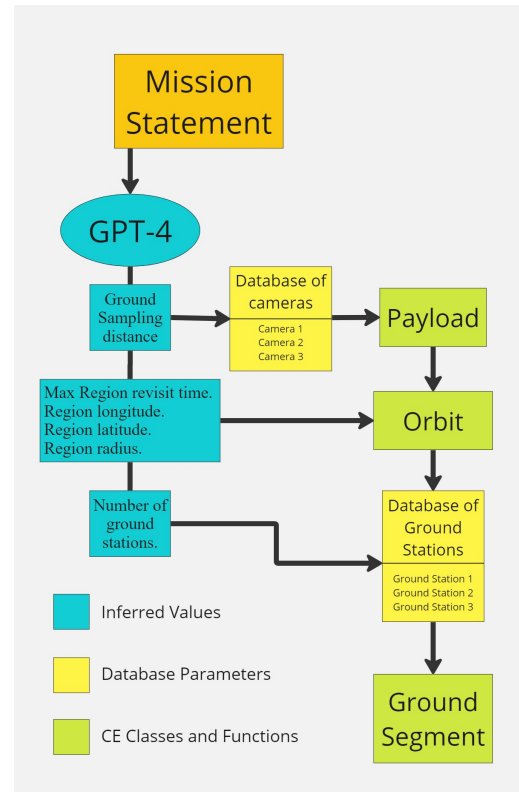 Mission
Statement
GPT-4
Ground
Sampling
distance
Database of
cameras
Camera 1
Camera 2
Camera 3
Payload
Max Region revisit time.
Region longitude.
Region latitude.
Region radius.
Orbit
Number of
ground
stations.
Database of
Ground
Stations
Ground Station 1
Ground Station 2
Ground Station 3
Inferred Values
Database Parameters
CE Classes and Functions
Ground
Segment